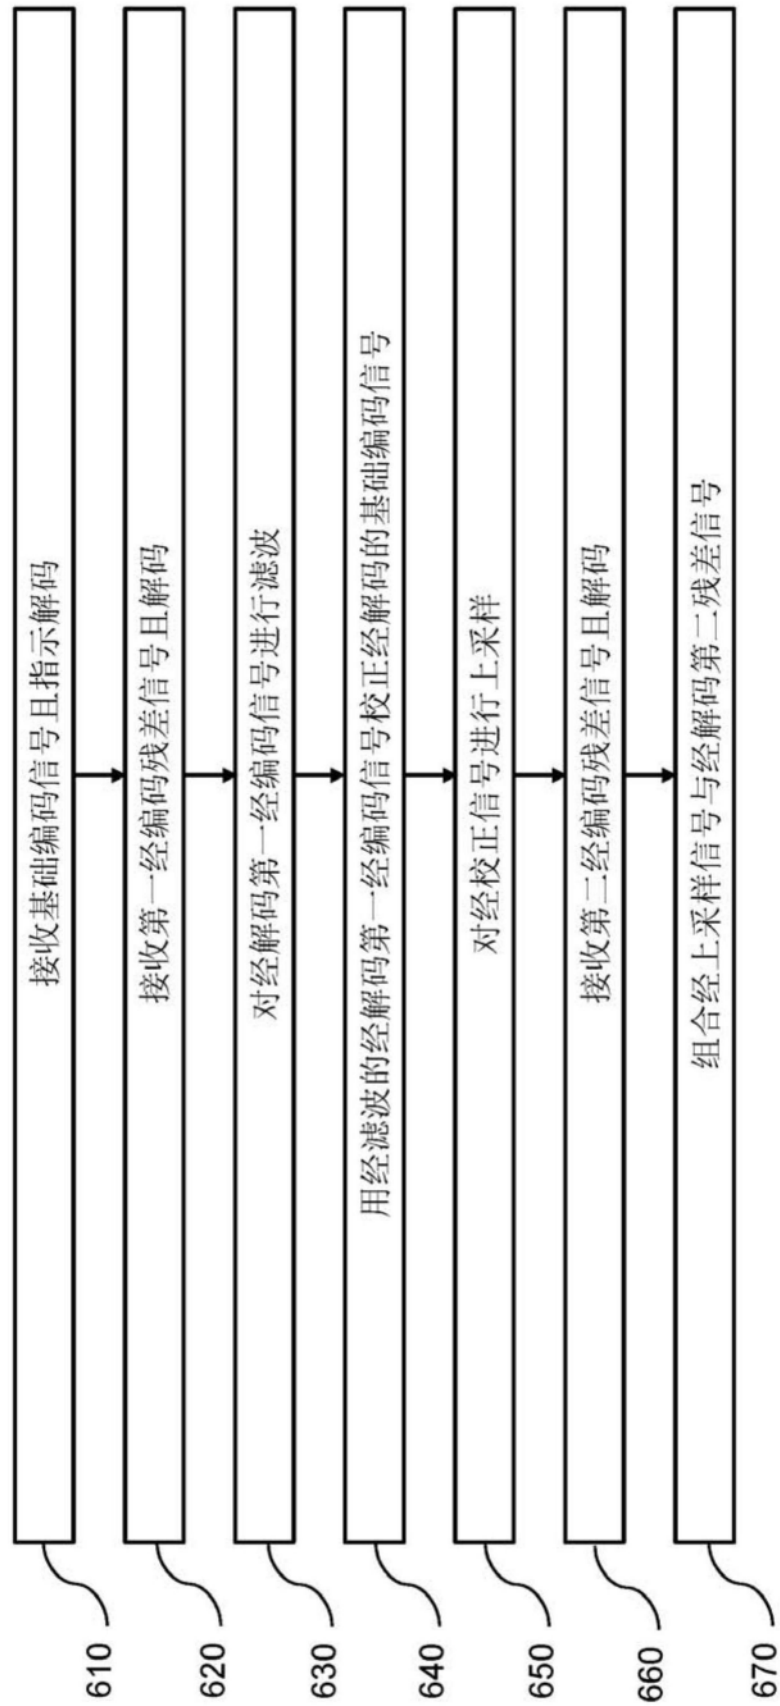 610 接收基础编码信号且指示解码
620 接收第一经编码残差信号且解码
630 对经解码第一经编码信号进行滤波
640 用经滤波的经解码第一经编码信号校正经解码的基础编码信号
650 对经校正信号进行上采样
660 接收第二经编码残差信号且解码
670 组合经上采样信号与经解码第二残差信号